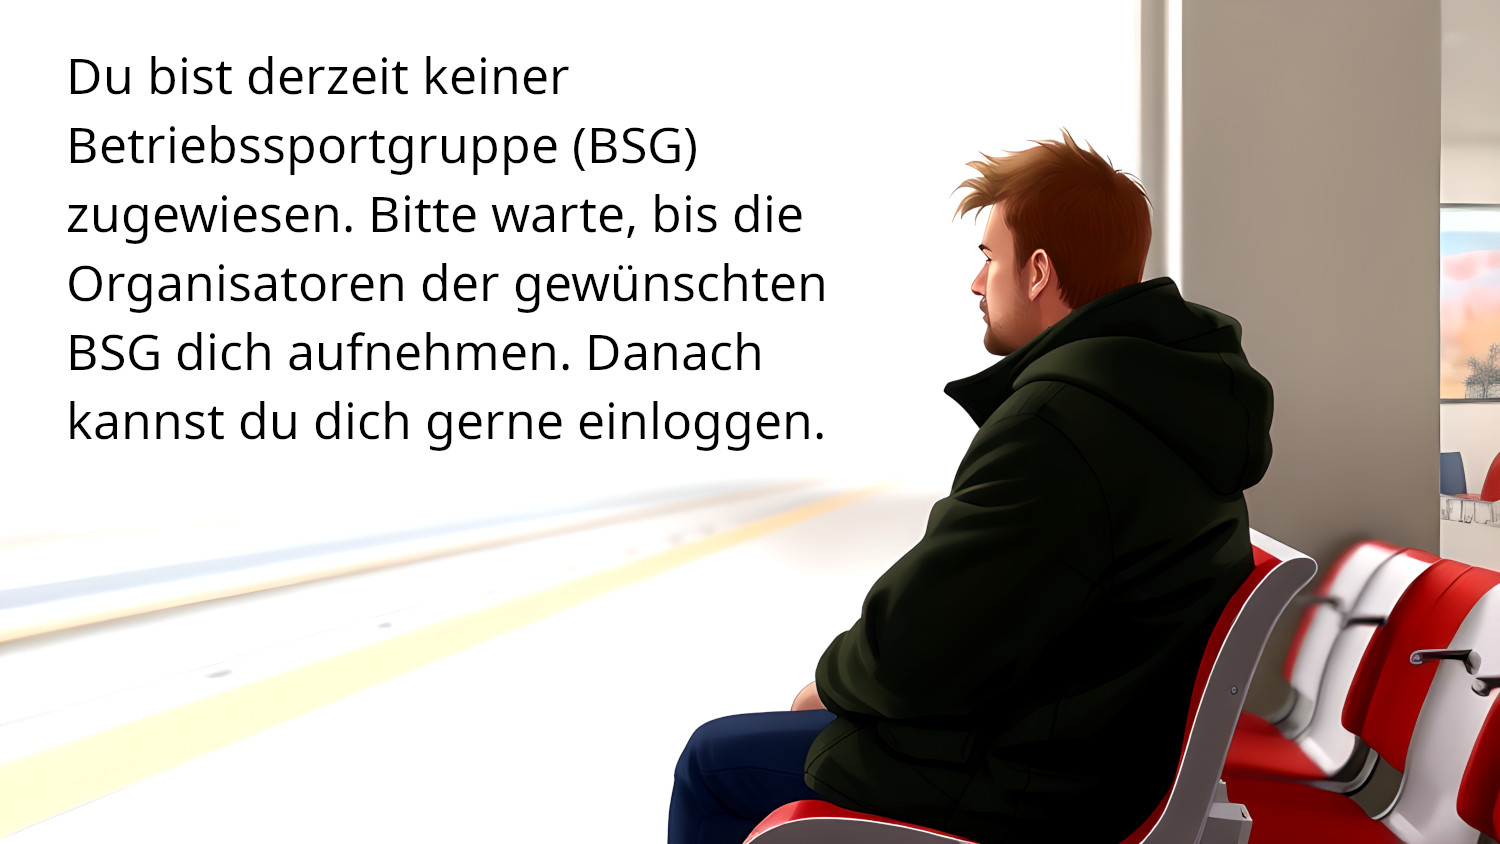 Du bist derzeit keiner
Betriebssportgruppe (BSG)
zugewiesen. Bitte warte, bis die
Organisatoren der gewünschten
BSG dich aufnehmen. Danach
kannst du dich gerne einloggen.